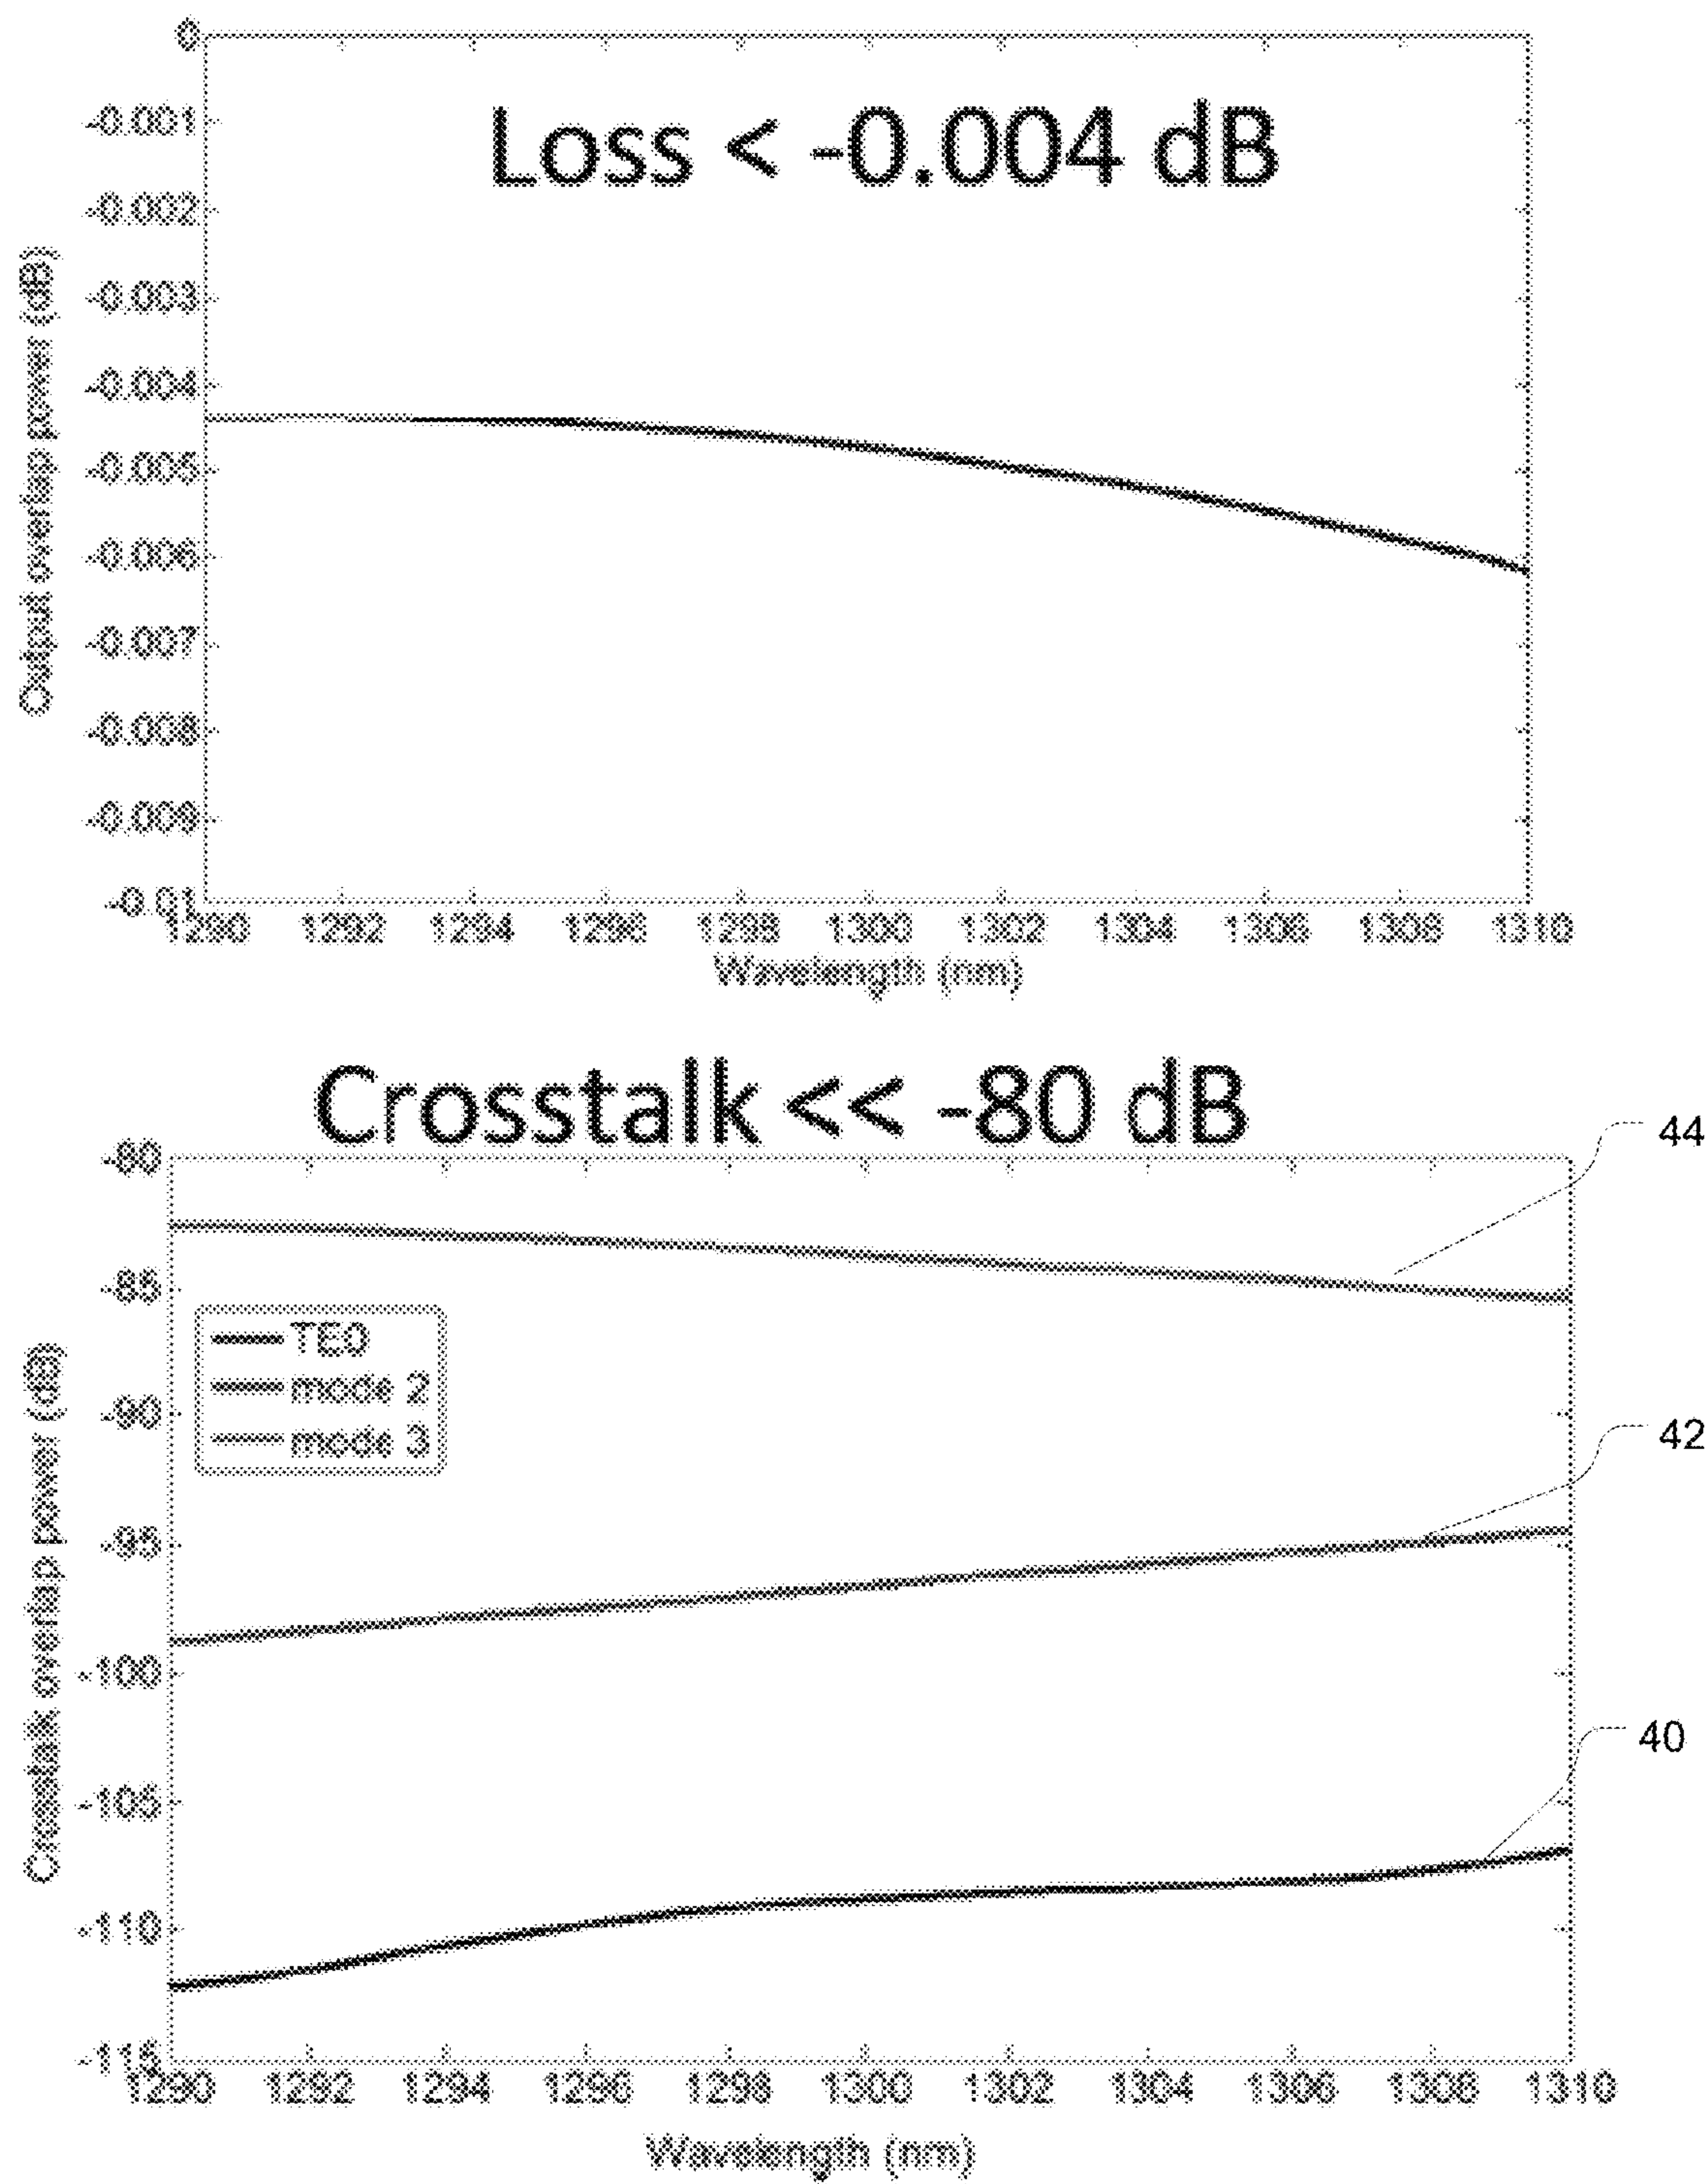 0
-0.001
Loss < -0.004 dB
-0.002
-0.003
-0.004
-0.005
-0.006
-0.007
-0.008
-0.009
-0.01
Output overlap power (dB)
1290 1292 1294 1296 1298 1300 1302 1304 1306 1308 1310
Wavelength (nm)
Crosstalk << -80 dB
44
-80
-85
TE0
mode 2
mode 3
-90
42
-95
-100
40
-105
-110
-115
Crosstalk overlap power (dB)
1290 1292 1294 1296 1298 1300 1302 1304 1306 1308 1310
Wavelength (nm)